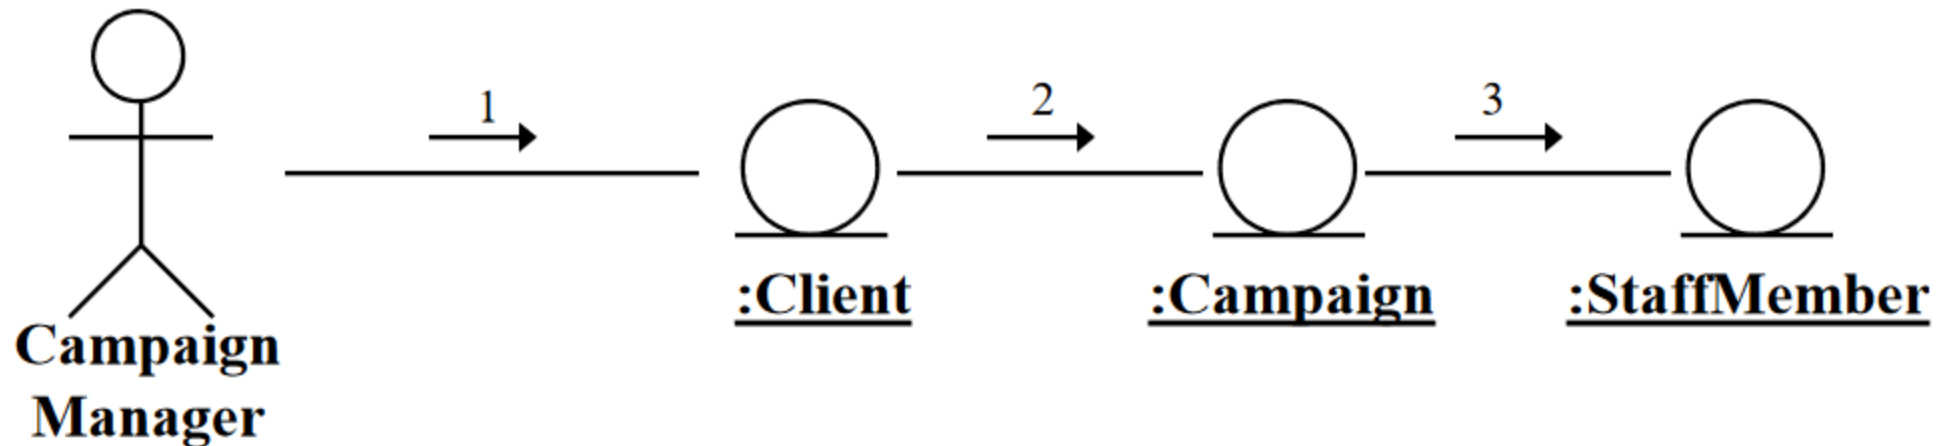 1
2
3
:Client
:Campaign
:StaffMember
Campaign
Manager